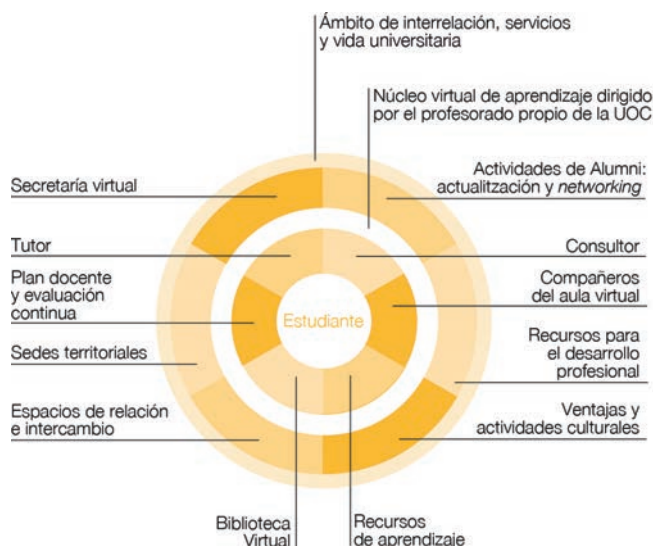 Ámbito de interrelación, servicios
y vida universitaria
Núcleo virtual de aprendizaje dirigido
por el profesorado propio de la UOC
Actividades de Alumni:
actualitzación y networking
Secretaría virtual
Tutor
Consultor
Plan docente
y evaluación
continua
Compañeros
del aula virtual
Estudiante
Sedes territoriales
Recursos para
el desarrollo
profesional
Espacios de relación
e intercambio
Ventajas y
actividades culturales
Biblioteca
Virtual
Recursos
de aprendizaje